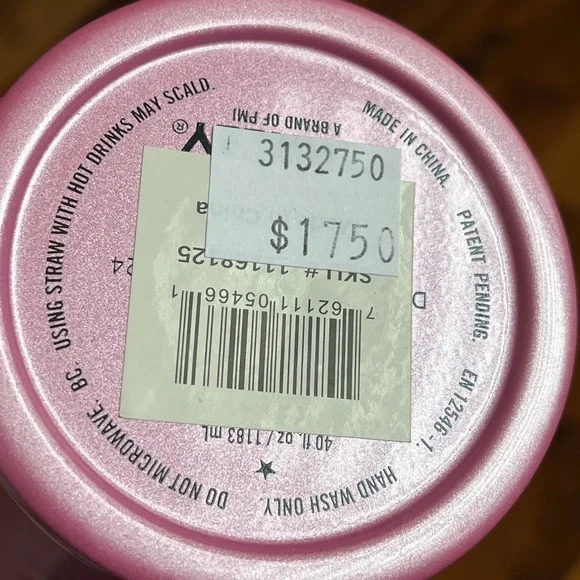 3132750
$1750
SKU# 11168125
7 62111 05466 1
MADE IN CHINA.
PATENT PENDING.
EN 12546-1.
HAND WASH ONLY.
★
DO NOT MICROWAVE. BC.
USING STRAW WITH HOT DRINKS MAY SCALD.
A BRAND OF PMI
Y®
40 fl. oz / 1183 mL